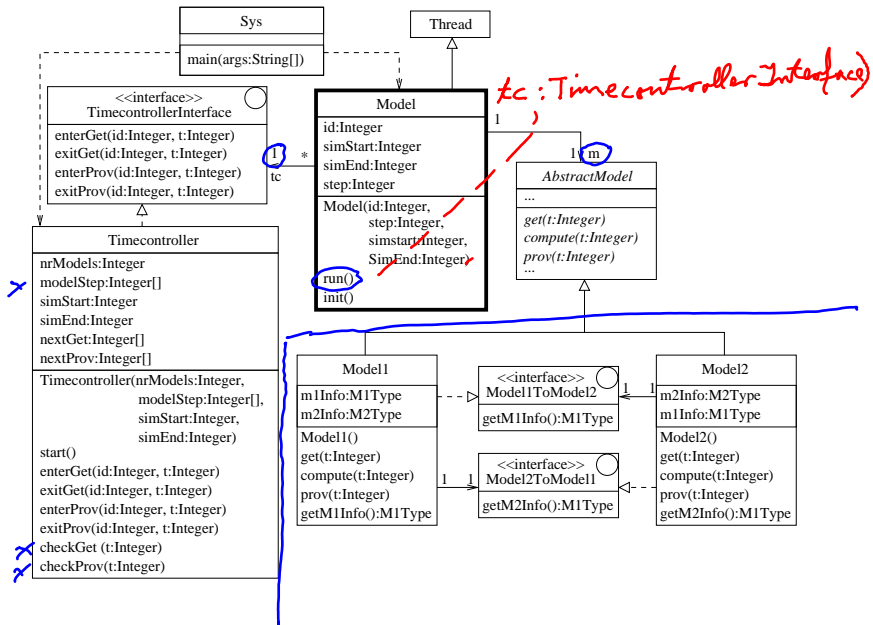 Sys
main(args:String[])
Thread
tc : TimecontrollerInterface)
<<interface>>
TimecontrollerInterface
enterGet(id:Integer, t:Integer)
exitGet(id:Integer, t:Integer)
enterProv(id:Integer, t:Integer)
exitProv(id:Integer, t:Integer)
1
tc
*
Model
id:Integer
simStart:Integer
simEnd:Integer
step:Integer
Model(id:Integer,
step:Integer,
simstart:Integer,
SimEnd:Integer)
,
run()
init()
1
1
m
AbstractModel
...
get(t:Integer)
compute(t:Integer)
prov(t:Integer)
...
Timecontroller
nrModels:Integer
x modelStep:Integer[]
simStart:Integer
simEnd:Integer
nextGet:Integer[]
nextProv:Integer[]
Timecontroller(nrModels:Integer,
modelStep:Integer[],
simStart:Integer,
simEnd:Integer)
start()
enterGet(id:Integer, t:Integer)
exitGet(id:Integer, t:Integer)
enterProv(id:Integer, t:Integer)
exitProv(id:Integer, t:Integer)
x checkGet (t:Integer)
x checkProv(t:Integer)
Model1
m1Info:M1Type
m2Info:M2Type
Model1()
get(t:Integer)
compute(t:Integer)
prov(t:Integer)
getM1Info():M1Type
<<interface>>
Model1ToModel2
getM1Info():M1Type
1
1
<<interface>>
Model2ToModel1
getM2Info():M1Type
1
1
Model2
m2Info:M2Type
m1Info:M1Type
Model2()
get(t:Integer)
compute(t:Integer)
prov(t:Integer)
getM2Info():M1Type